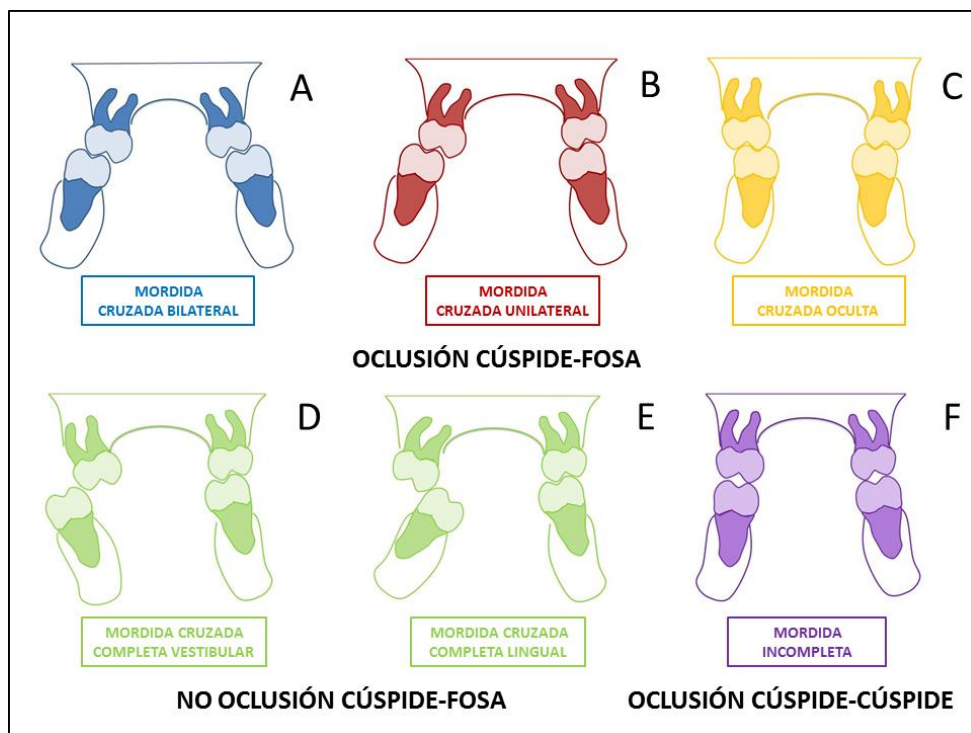 A
B
C
MORDIDA
CRUZADA BILATERAL
MORDIDA
CRUZADA UNILATERAL
MORDIDA
CRUZADA OCULTA
OCLUSIÓN CÚSPIDE-FOSA
D
E
F
MORDIDA CRUZADA
COMPLETA VESTIBULAR
MORDIDA CRUZADA
COMPLETA LINGUAL
MORDIDA
INCOMPLETA
NO OCLUSIÓN CÚSPIDE-FOSA
OCLUSIÓN CÚSPIDE-CÚSPIDE